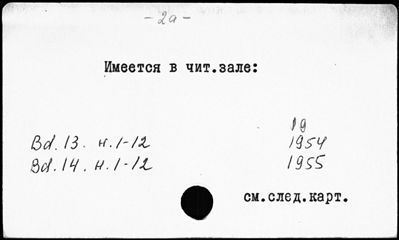 - 2а -
Имеется в чит.зале:
19
Bd. 13. н. 1-12 1954
Bd. 14. н. 1-12 1955
см.след.карт.